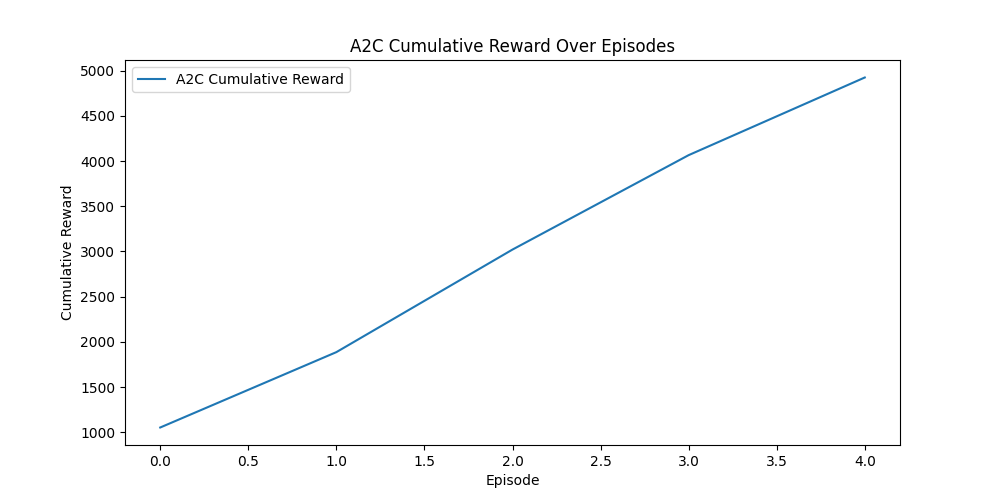 A2C Cumulative Reward Over Episodes
A2C Cumulative Reward
5000
4500
4000
3500
3000
2500
2000
1500
1000
Cumulative Reward
0.0 0.5 1.0 1.5 2.0 2.5 3.0 3.5 4.0
Episode